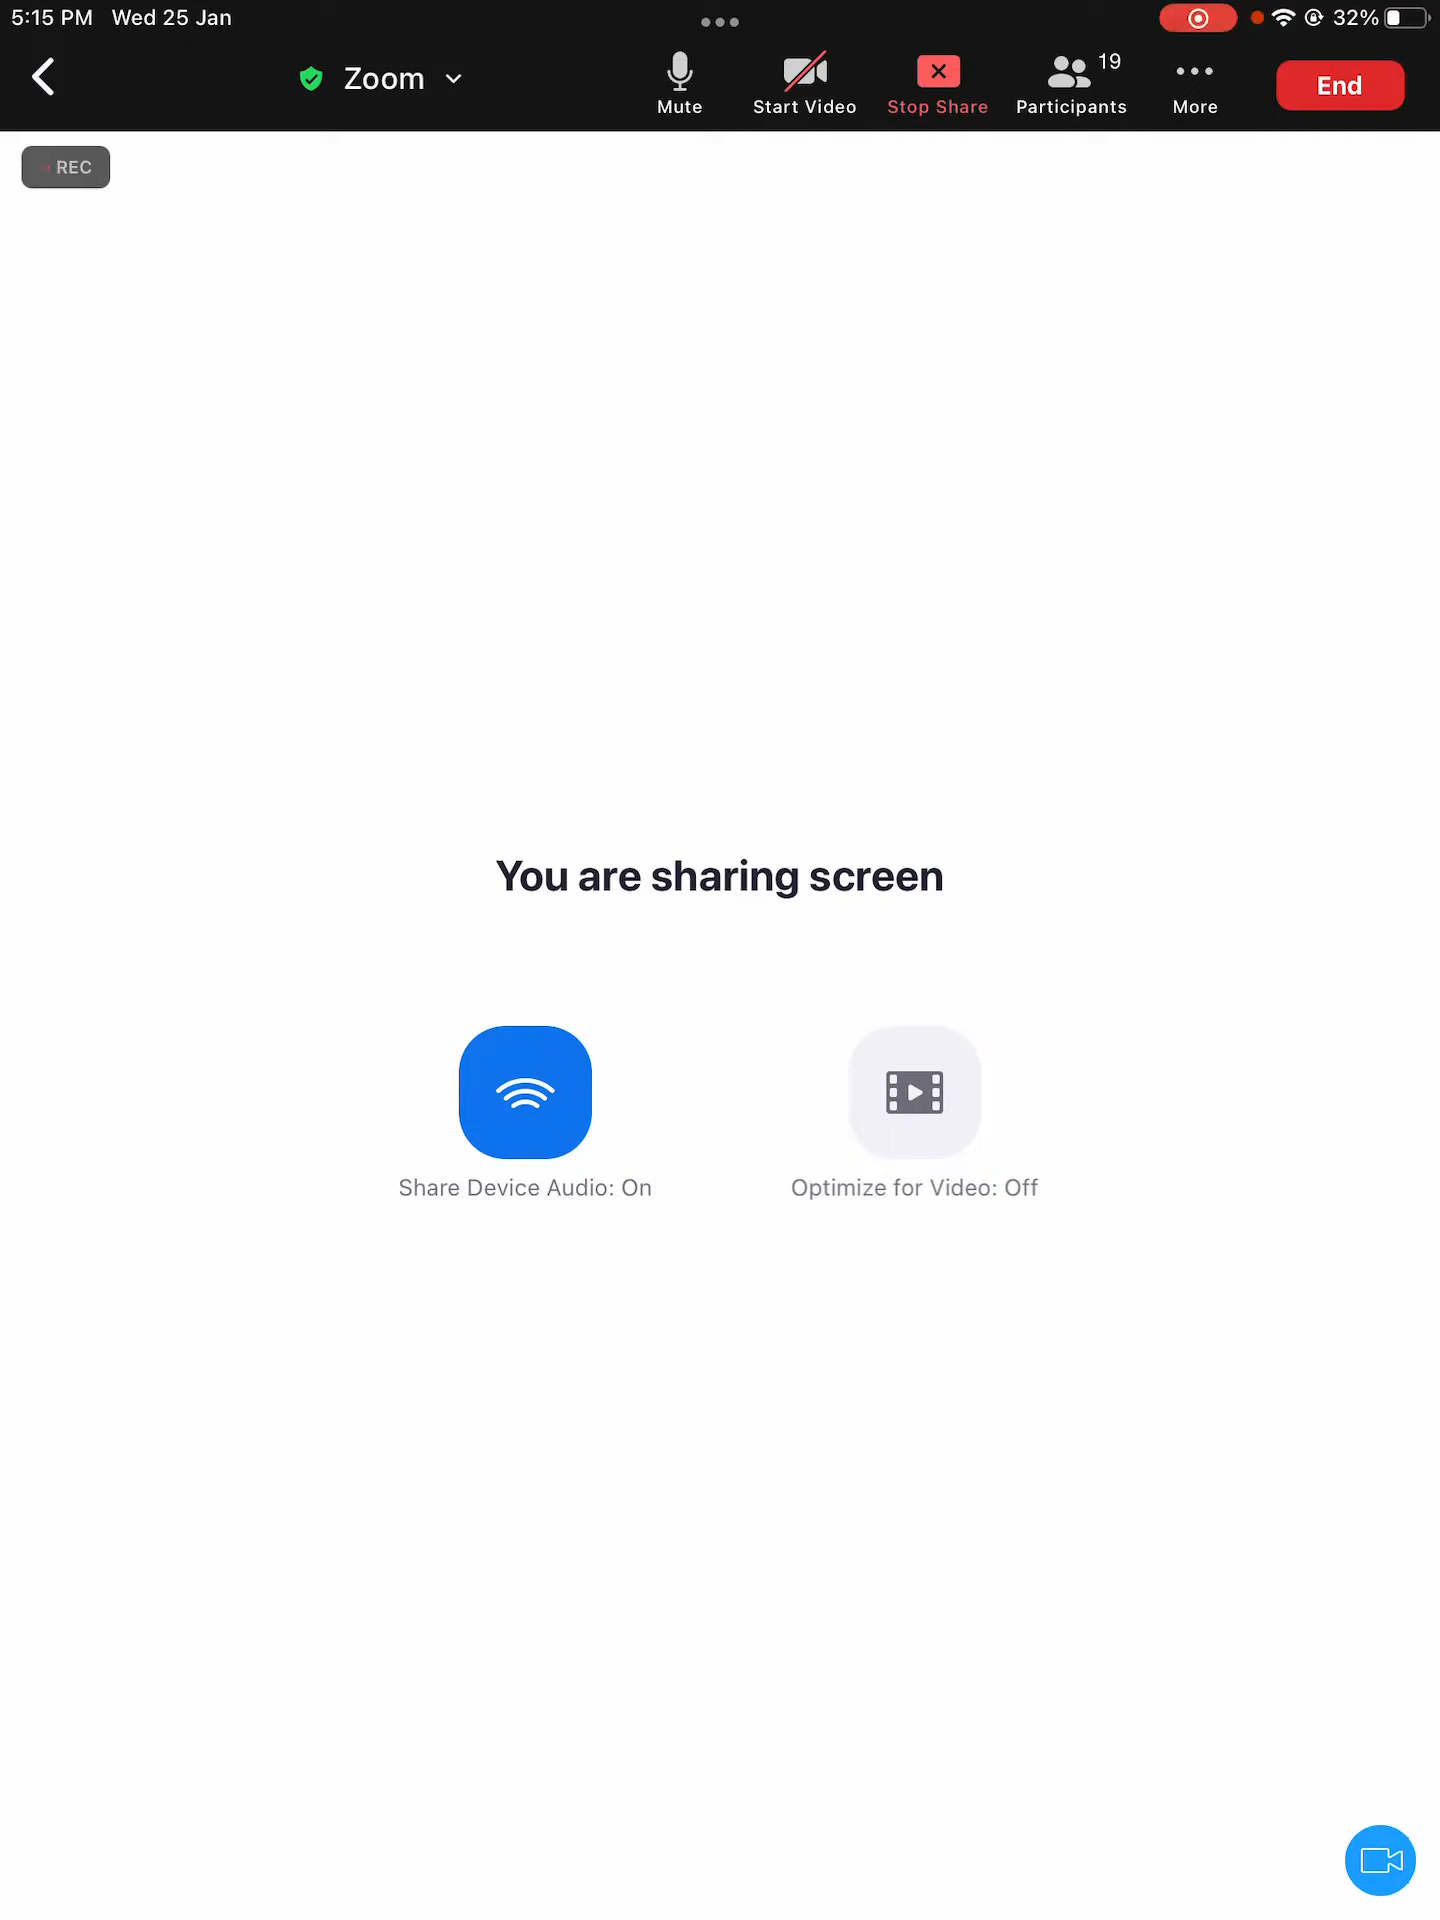 5:15 PM Wed 25 Jan
32%
Zoom
Mute
Start Video
Stop Share
19
Participants
More
End
REC
You are sharing screen
Share Device Audio: On
Optimize for Video: Off